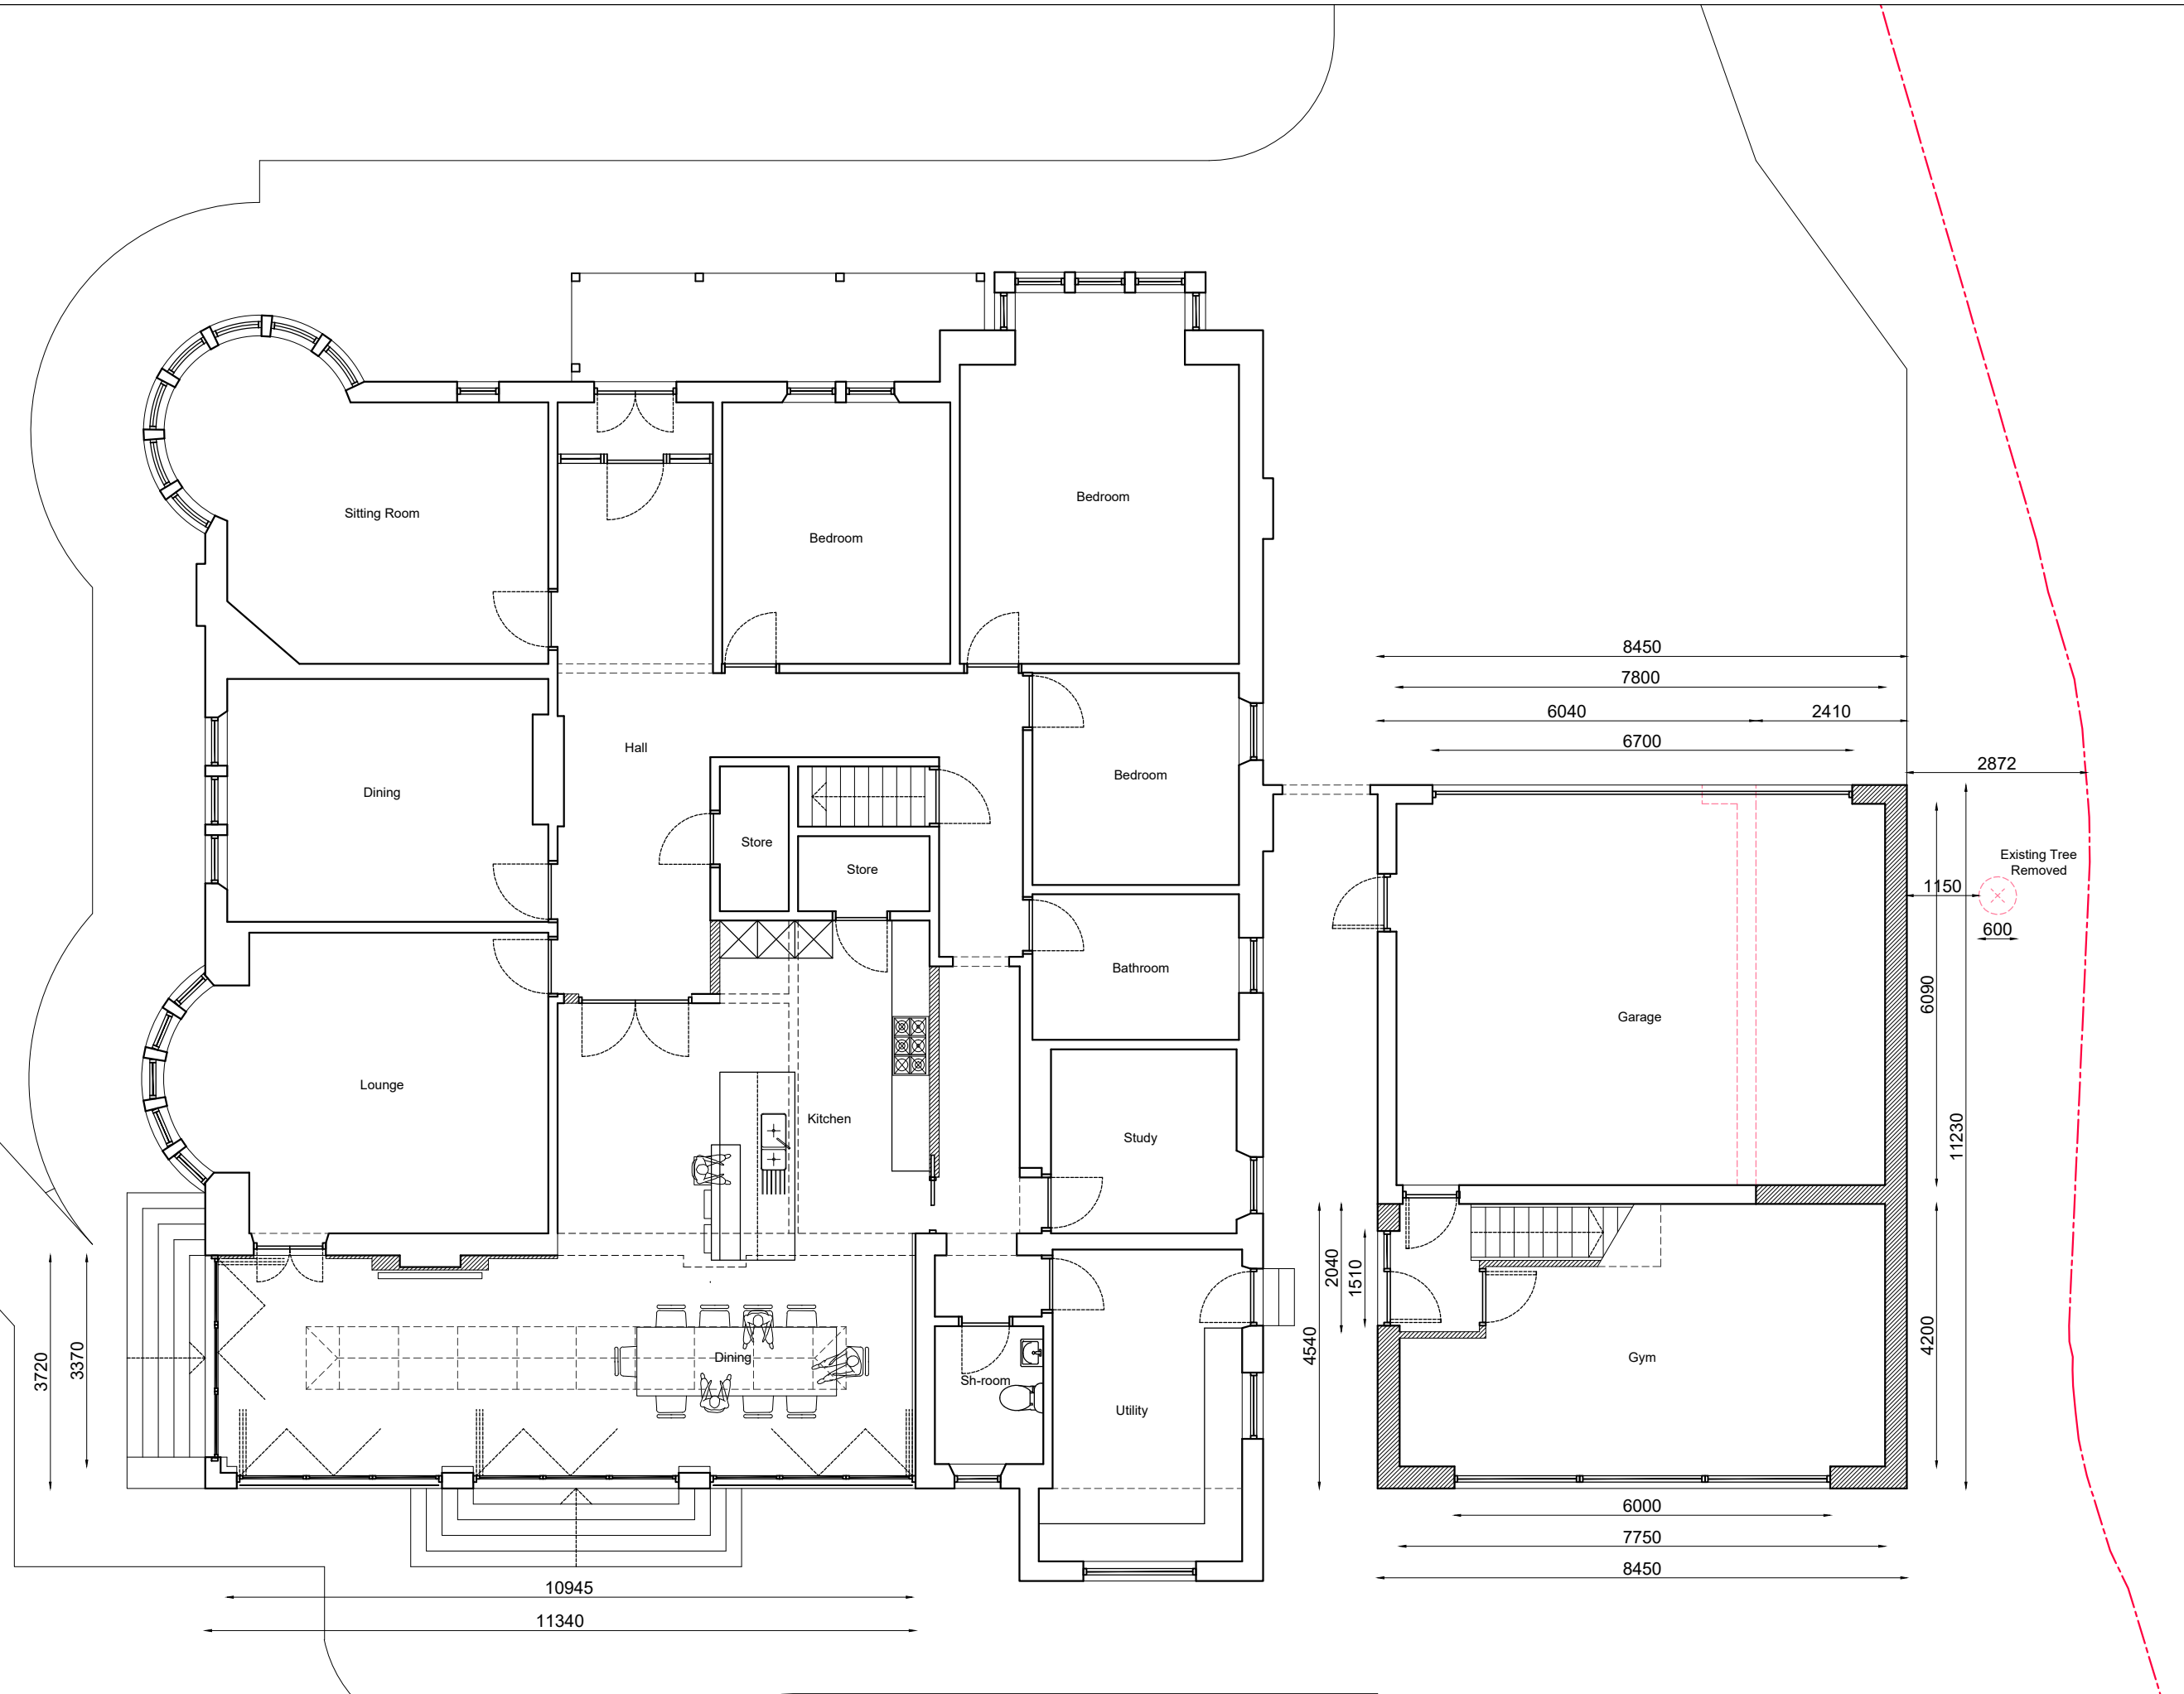 Sitting Room
Bedroom
Bedroom
8450
7800
6040
2410
6700
2872
Hall
Dining
Bedroom
Store
Store
Existing Tree
Removed
1150
600
Bathroom
6090
Garage
Lounge
Kitchen
Study
11230
3720
3370
Dining
Sh-room
Utility
4540
2040
1510
Gym
4200
6000
7750
8450
10945
11340